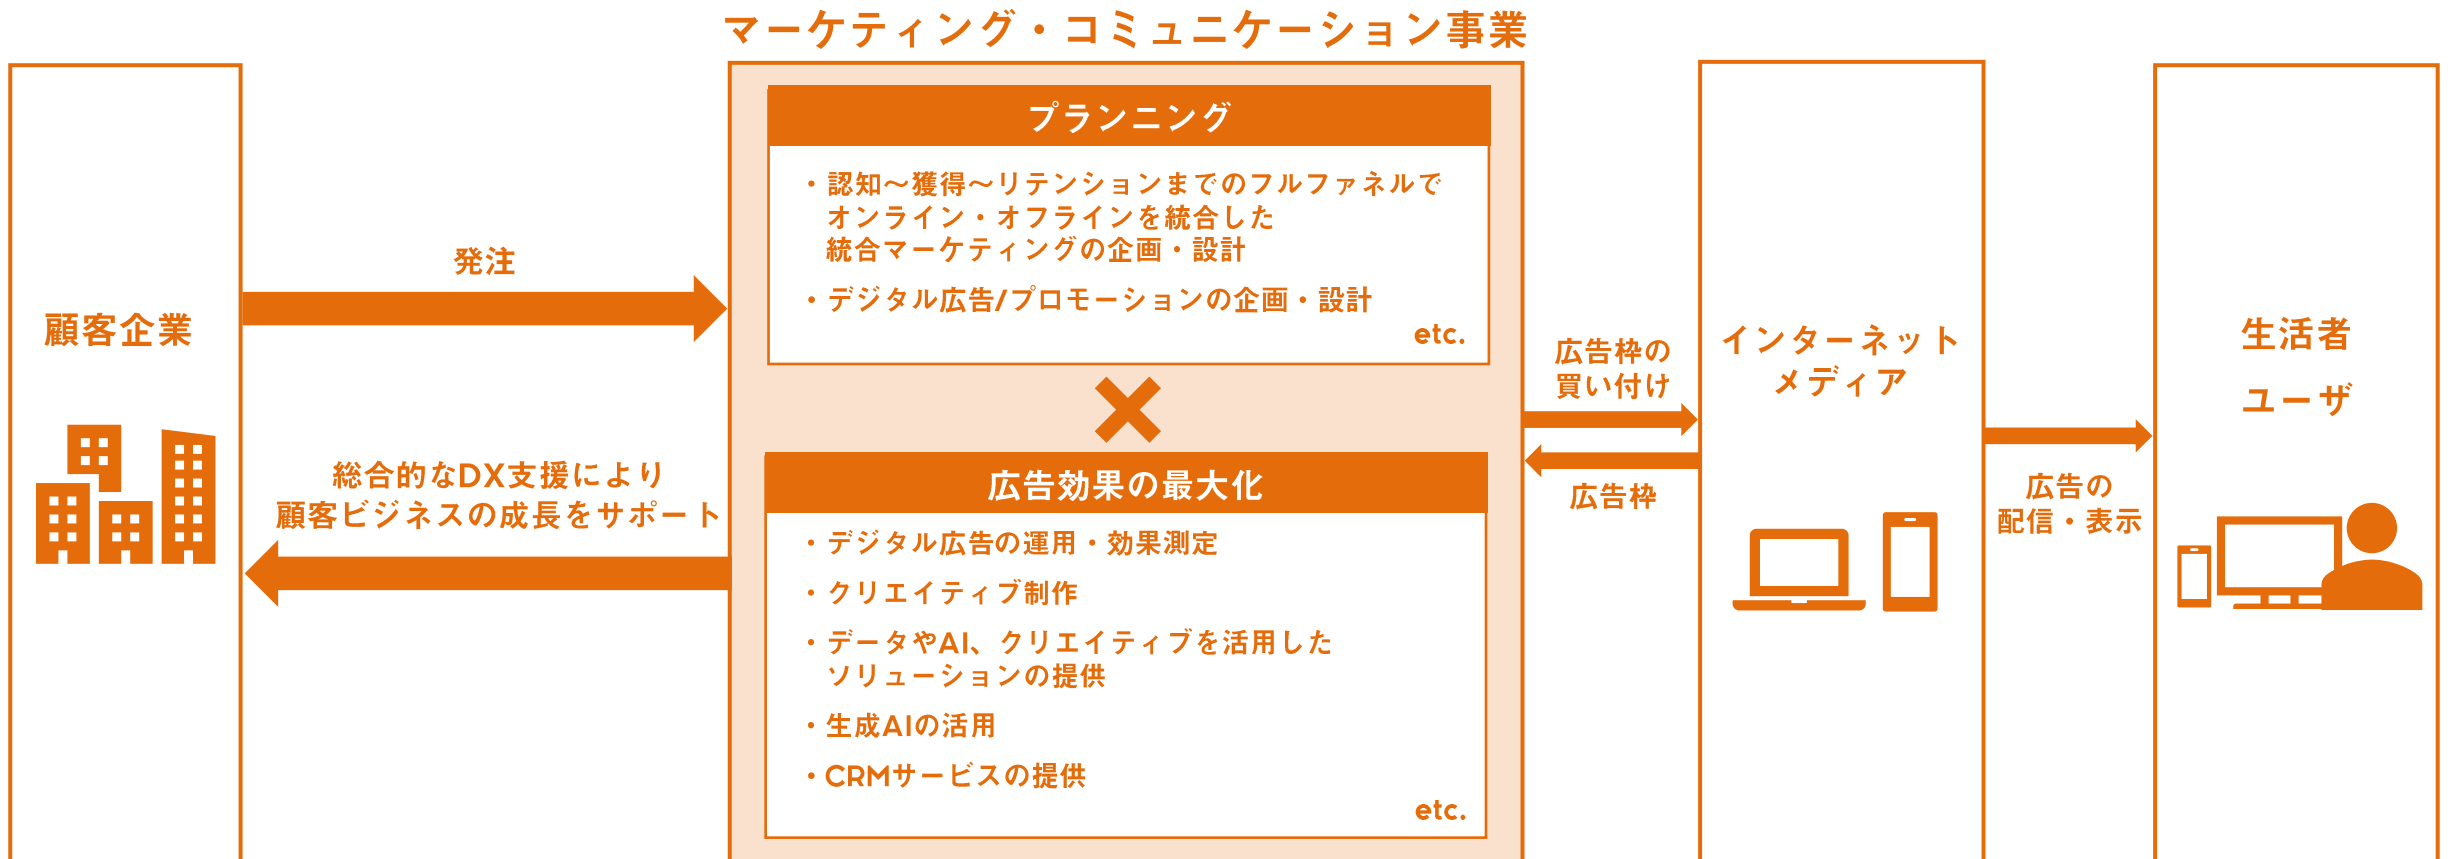 マーケティング・コミュニケーション事業
顧客企業
発注
総合的なDX支援により
顧客ビジネスの成長をサポート
プランニング
・認知〜獲得〜リテンションまでのフルファネルで
オンライン・オフラインを統合した
統合マーケティングの企画・設計
・デジタル広告/プロモーションの企画・設計
etc.
広告効果の最大化
・デジタル広告の運用・効果測定
・クリエイティブ制作
・データやAI、クリエイティブを活用した
ソリューションの提供
・生成AIの活用
・CRMサービスの提供
etc.
広告枠の
買い付け
広告枠
インターネット
メディア
広告の
配信・表示
生活者
ユーザ